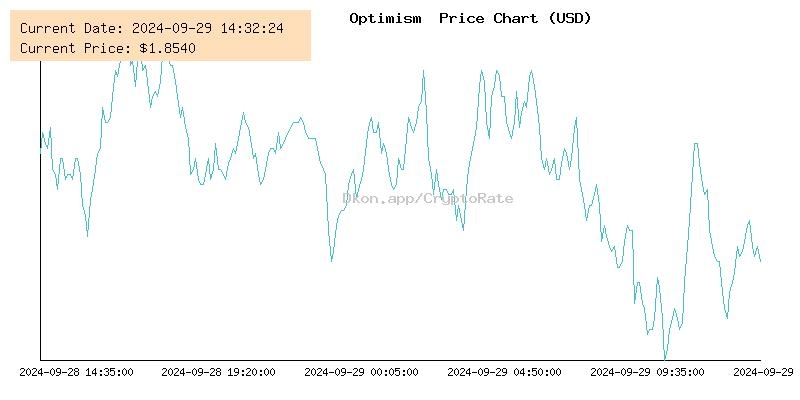 Optimism  Price Chart (USD)
Current Date: 2024-09-29 14:32:24
Current Price: $1.8540
Dkon.app/CryptoRate
2024-09-28 14:35:00 2024-09-28 19:20:00 2024-09-29 00:05:00 2024-09-29 04:50:00 2024-09-29 09:35:00 2024-09-29